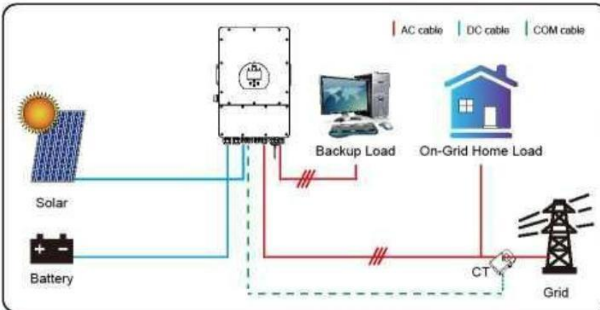 AC cable DC cable COM cable
Backup Load On-Grid Home Load
Solar
Battery
CT
Grid